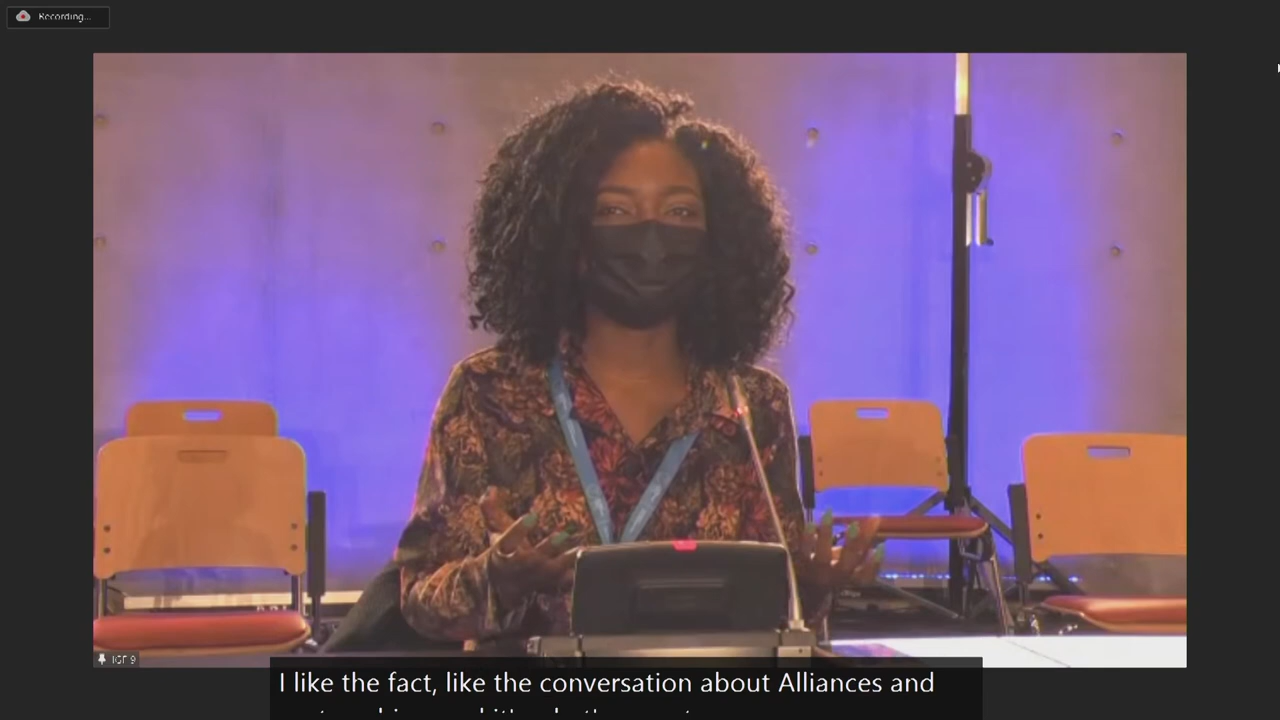 Recording...
IGF 9
I like the fact, like the conversation about Alliances and